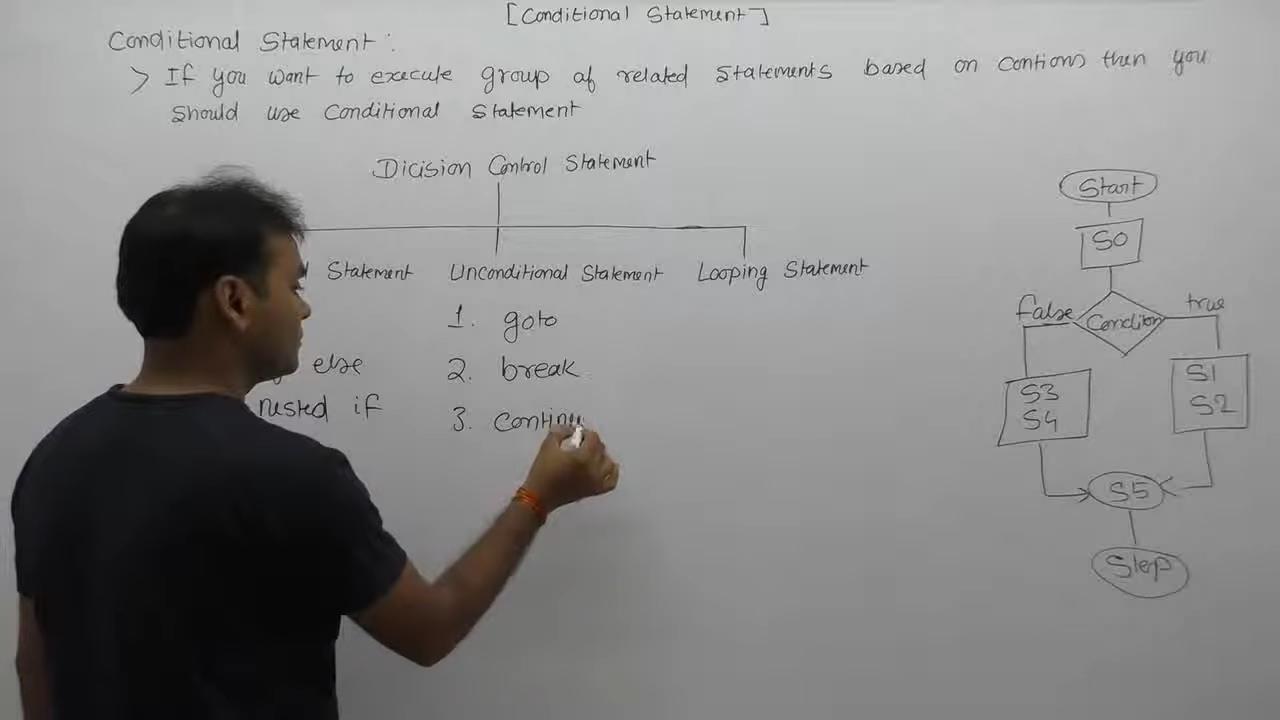 [Conditional Statement]
Conditional Statement:
> If you want to execute group of related statements based on contions then you
should use conditional statement
Dicision Control Statement
Statement
Unconditional Statement
Looping Statement
1. goto
else
2. break
nested if
3. continu
Start
S0
false
Conditon
true
S3
S4
S1
S2
S5
Stop